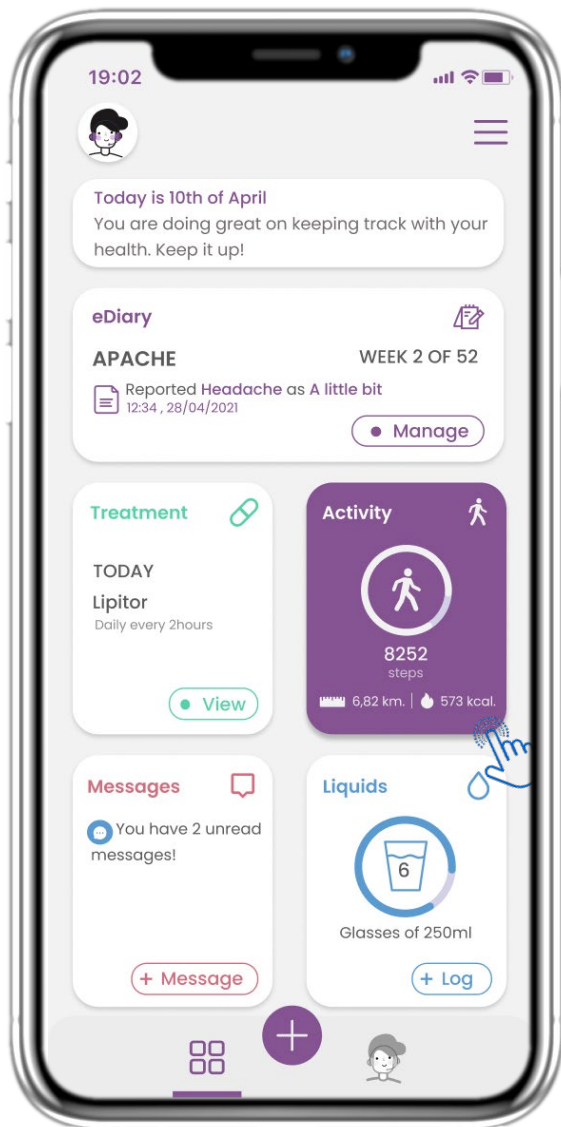 19:02
Today is 10th of April
You are doing great on keeping track with your
health. Keep it up!
eDiary
APACHE
WEEK 2 OF 52
Reported Headache as A little bit
12:34 , 28/04/2021
Manage
Treatment
TODAY
Lipitor
Daily every 2hours
View
Activity
8252
steps
6,82 km.
573 kcal.
Messages
You have 2 unread
messages!
+ Message
Liquids
6
Glasses of 250ml
+ Log